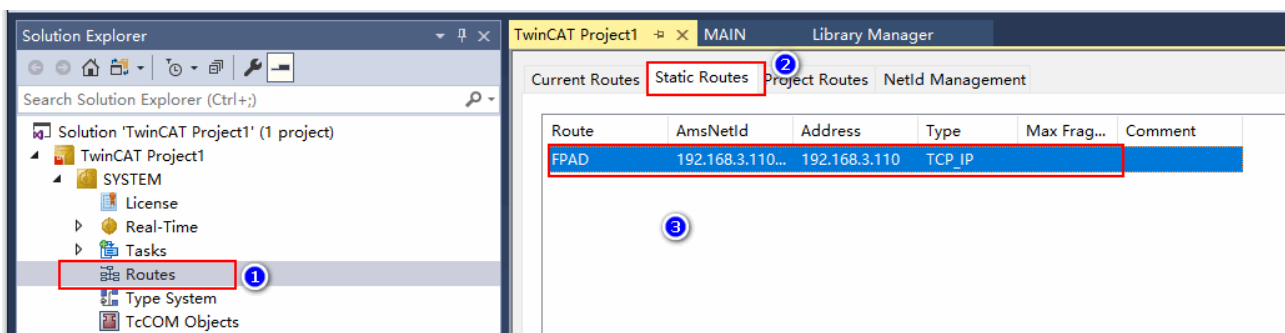 Solution Explorer
Search Solution Explorer (Ctrl+;)
Solution 'TwinCAT Project1' (1 project)
TwinCAT Project1
SYSTEM
License
Real-Time
Tasks
Routes 1
Type System
TcCOM Objects
TwinCAT Project1 MAIN Library Manager
2
Current Routes Static Routes Project Routes NetId Management
Route AmsNetId Address Type Max Frag... Comment
FPAD 192.168.3.110... 192.168.3.110 TCP_IP
3